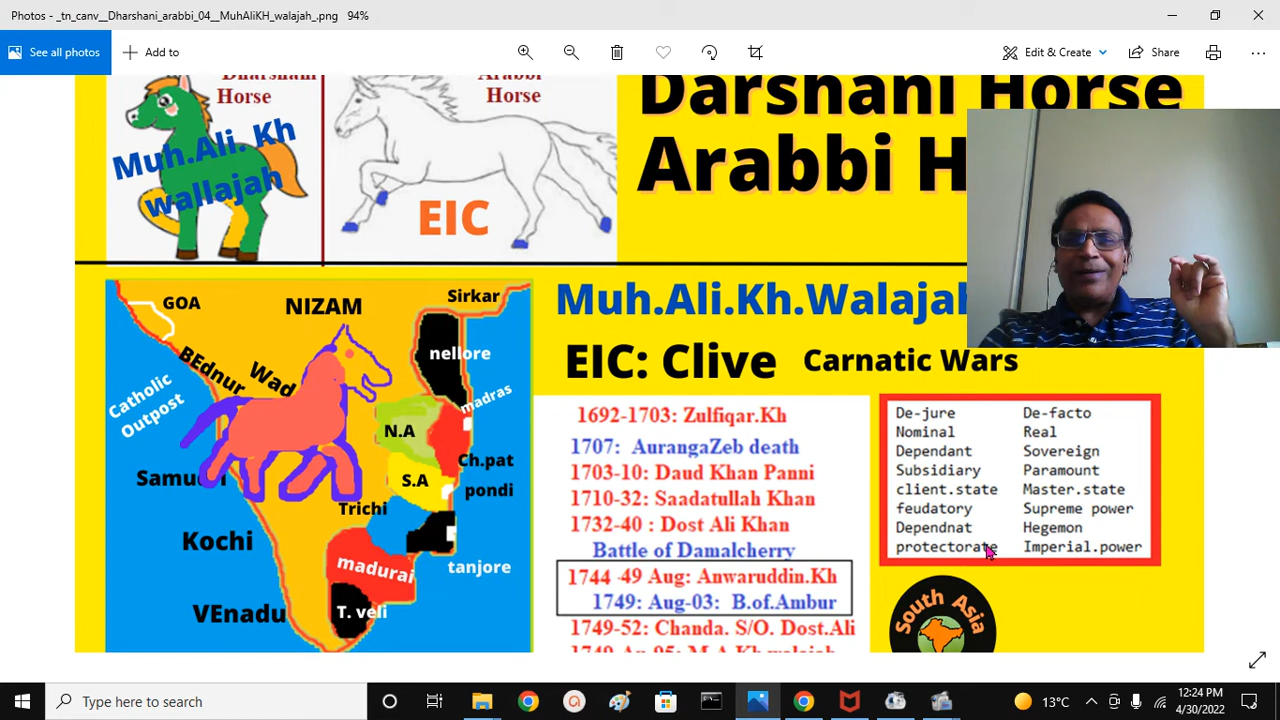 Photos - _tn_canv__Dharshani_arabbi_04__MuhAliKH_walajah_.png 94%
See all photos
Add to
Edit & Create
Share
Dharshani
Horse
Arabbi
Horse
Muh.Ali. Kh
wallajah
EIC
Darshani Horse
Arabbi H
GOA
NIZAM
Sirkar
BEdnur
Wad
nellore
Catholic
Outpost
madras
N.A
Ch.pat
S.A
pondi
Trichi
Kochi
madurai
tanjore
VEnadu
T. veli
Muh.Ali.Kh.Walajah
EIC: Clive Carnatic Wars
1692-1703: Zulfiqar.Kh
1707: AurangaZeb death
1703-10: Daud Khan Panni
1710-32: Saadatullah Khan
1732-40 : Dost Ali Khan
Battle of Damalcherry
1744 -49 Aug: Anwaruddin.Kh
1749: Aug-03: B.of.Ambur
1749-52: Chanda. S/O. Dost.Ali
De-jure De-facto
Nominal Real
Dependant Sovereign
Subsidiary Paramount
client.state Master.state
feudatory Supreme power
Dependnat Hegemon
protectorate Imperial.power
South Asia
Type here to search
13°C
12:24 PM
4/30/2022